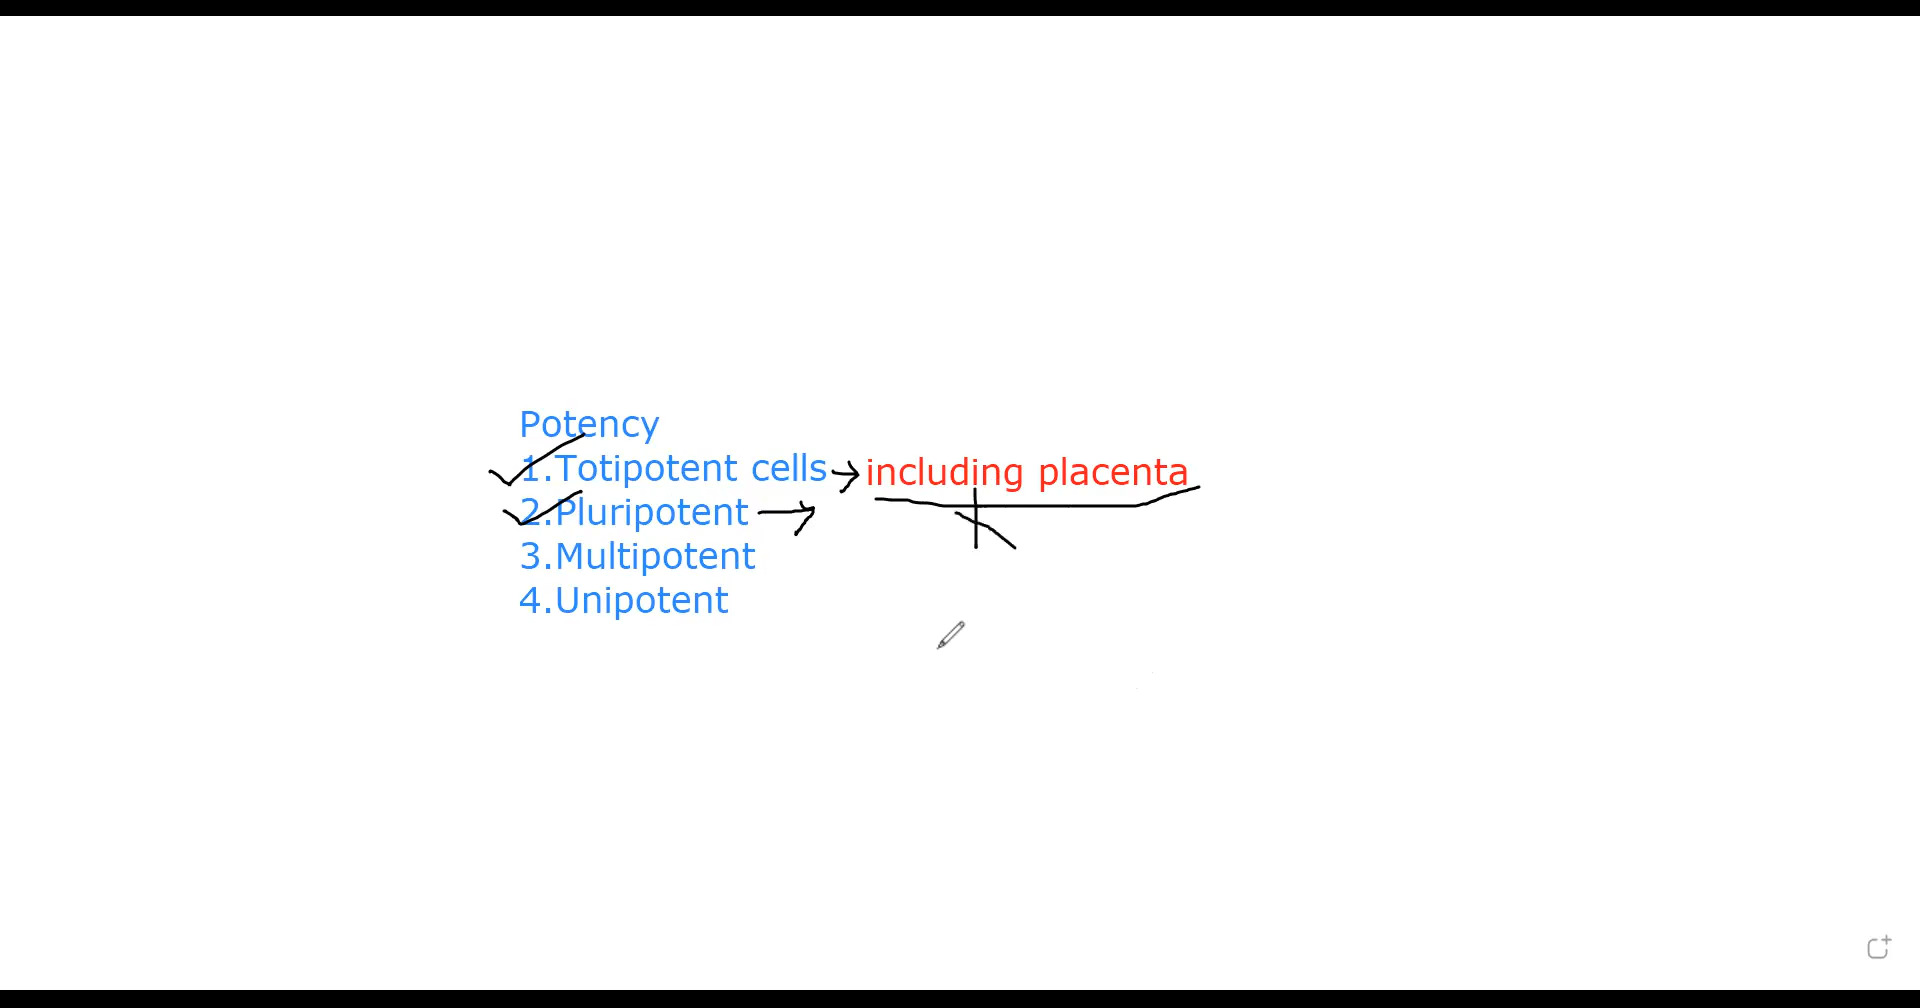 Potency
1.Totipotent cells including placenta
2.Pluripotent
3.Multipotent
4.Unipotent